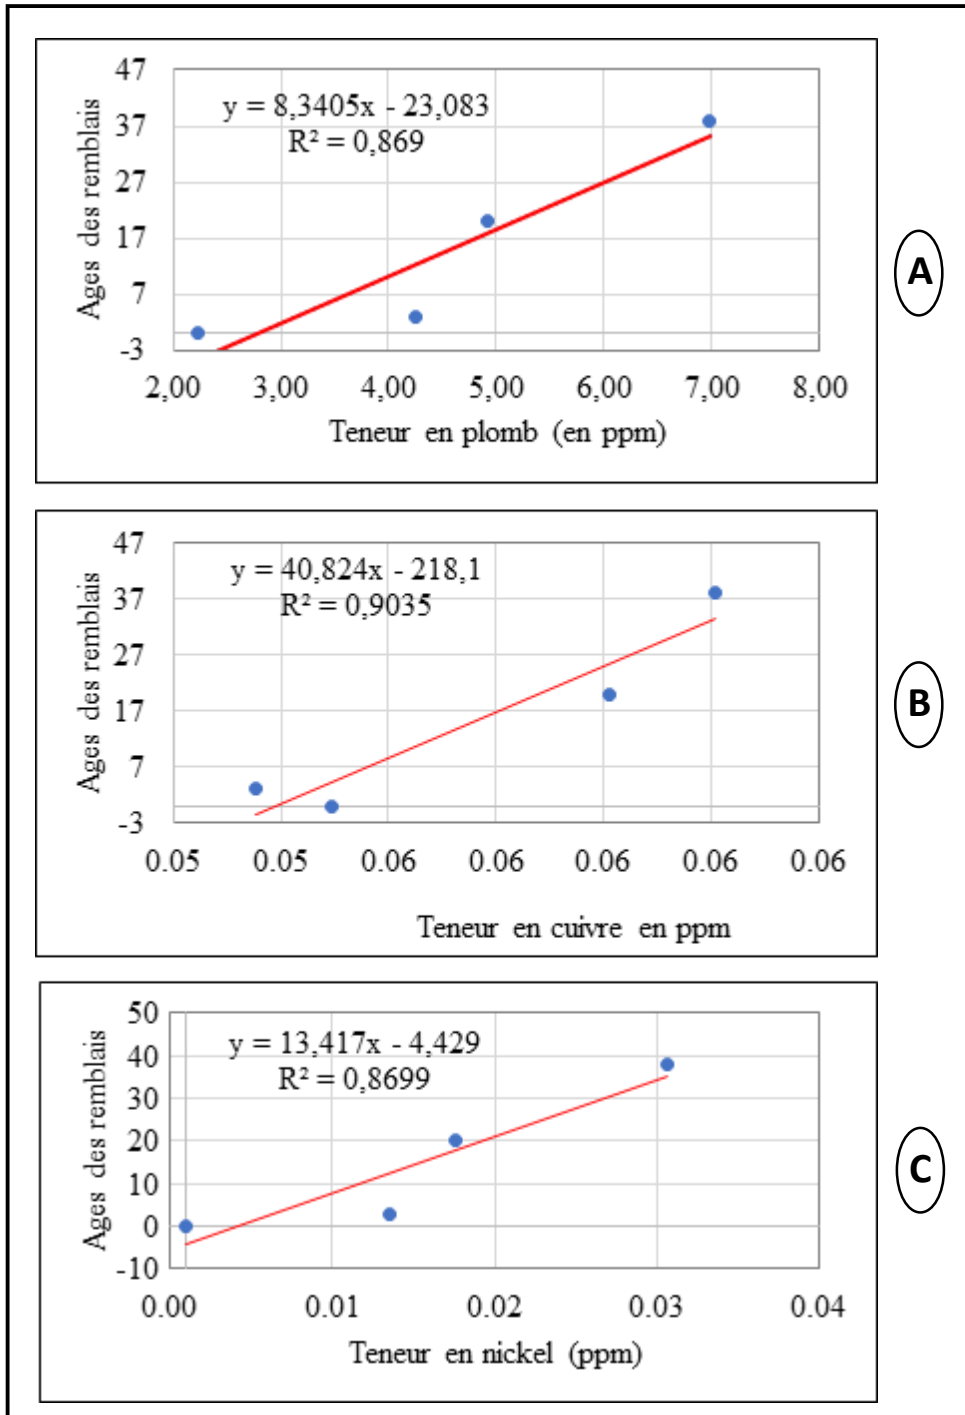 47
37
27
17
7
-3
Ages des remblais
y = 8,3405x - 23,083
R² = 0,869
2,00 3,00 4,00 5,00 6,00 7,00 8,00
Teneur en plomb (en ppm)
A
47
37
27
17
7
-3
Ages des remblais
y = 40,824x - 218,1
R² = 0,9035
0.05 0.05 0.06 0.06 0.06 0.06 0.06
Teneur en cuivre en ppm
B
50
40
30
20
10
0
-10
Ages des remblais
y = 13,417x - 4,429
R² = 0,8699
0.00 0.01 0.02 0.03 0.04
Teneur en nickel (ppm)
C